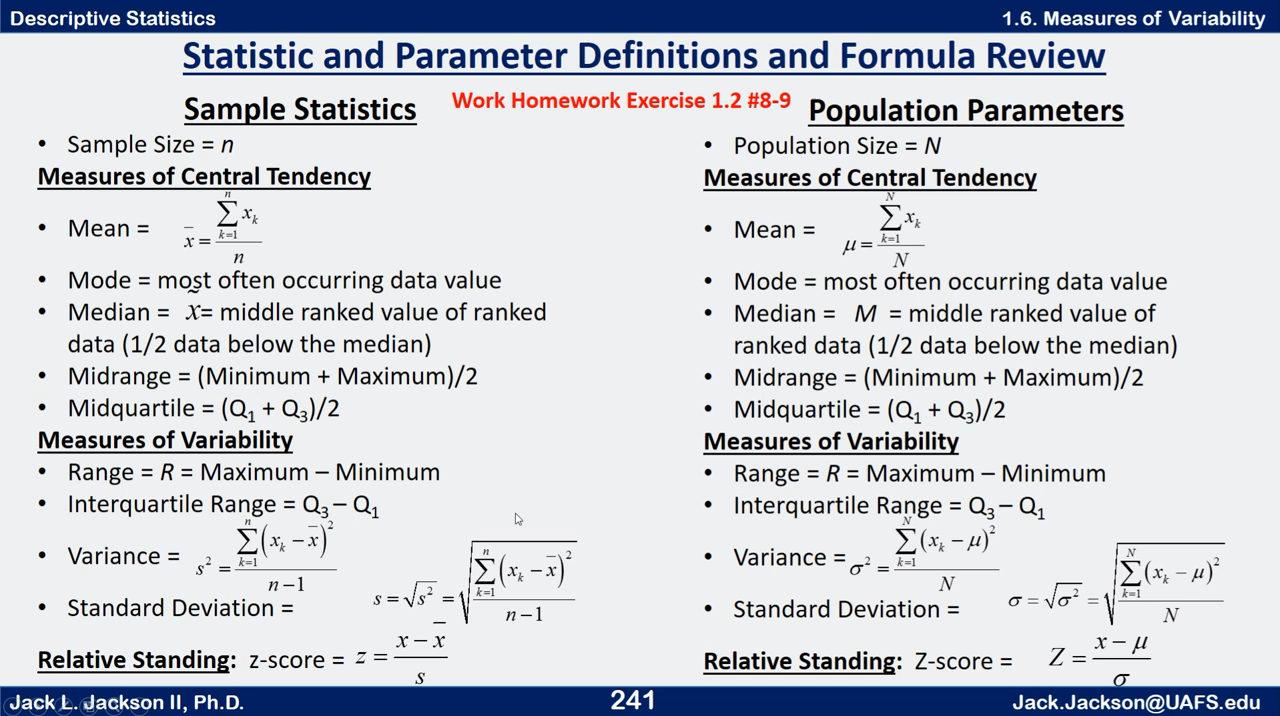 Descriptive Statistics
1.6. Measures of Variability
Statistic and Parameter Definitions and Formula Review
Work Homework Exercise 1.2 #8-9
Sample Statistics
• Sample Size = n
Measures of Central Tendency
• Mean = x̄ = ∑_{k=1}^{n} x_k / n
• Mode = most often occurring data value
• Median = x̃ = middle ranked value of ranked
data (1/2 data below the median)
• Midrange = (Minimum + Maximum)/2
• Midquartile = (Q₁ + Q₃)/2
Measures of Variability
• Range = R = Maximum – Minimum
• Interquartile Range = Q₃ – Q₁
• Variance = s² = ∑_{k=1}^{n} (x_k − x̄)² / n−1
• Standard Deviation = s = √s² = √(∑_{k=1}^{n} (x_k − x̄)² / n−1)
Relative Standing: z-score = z = x − x̄ / s
Population Parameters
• Population Size = N
Measures of Central Tendency
• Mean = μ = ∑_{k=1}^{N} x_k / N
• Mode = most often occurring data value
• Median = M = middle ranked value of
ranked data (1/2 data below the median)
• Midrange = (Minimum + Maximum)/2
• Midquartile = (Q₁ + Q₃)/2
Measures of Variability
• Range = R = Maximum – Minimum
• Interquartile Range = Q₃ – Q₁
• Variance = σ² = ∑_{k=1}^{N} (x_k − μ)² / N
• Standard Deviation = σ = √σ² = √(∑_{k=1}^{N} (x_k − μ)² / N)
Relative Standing: Z-score = Z = x − μ / σ
Jack L. Jackson II, Ph.D.
241
Jack.Jackson@UAFS.edu